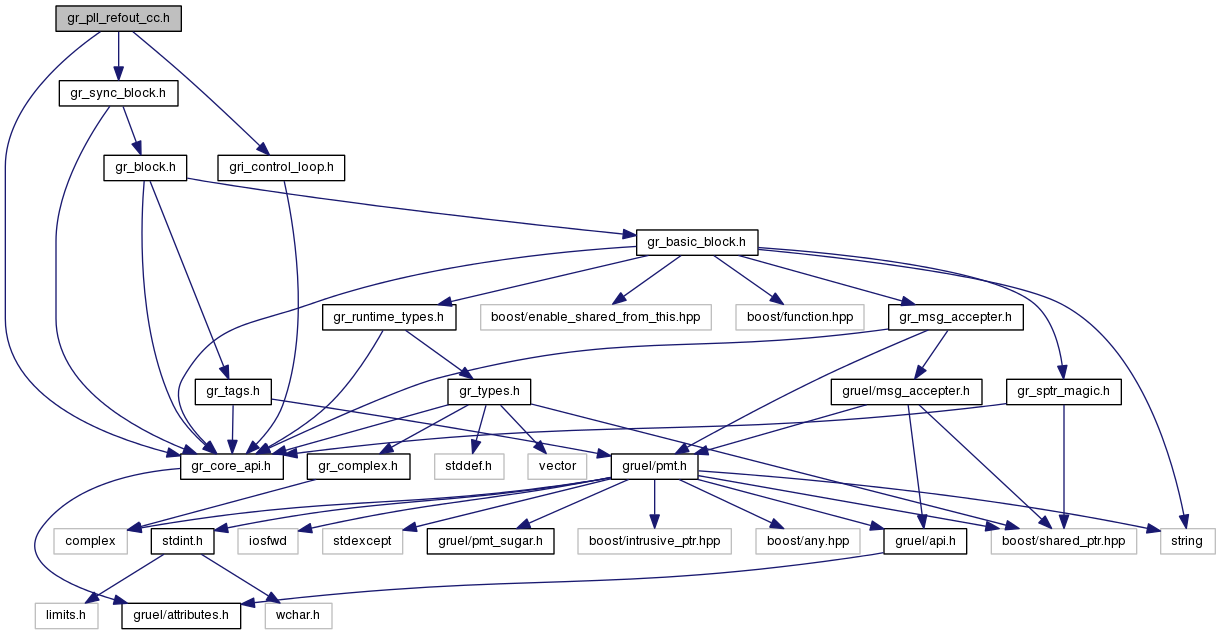 gr_pll_refout_cc.h
gr_sync_block.h
gr_block.h
gri_control_loop.h
gr_basic_block.h
gr_runtime_types.h
boost/enable_shared_from_this.hpp
boost/function.hpp
gr_msg_accepter.h
gr_tags.h
gr_types.h
gruel/msg_accepter.h
gr_sptr_magic.h
gr_core_api.h
gr_complex.h
stddef.h
vector
gruel/pmt.h
complex
stdint.h
iosfwd
stdexcept
gruel/pmt_sugar.h
boost/intrusive_ptr.hpp
boost/any.hpp
gruel/api.h
boost/shared_ptr.hpp
string
limits.h
gruel/attributes.h
wchar.h